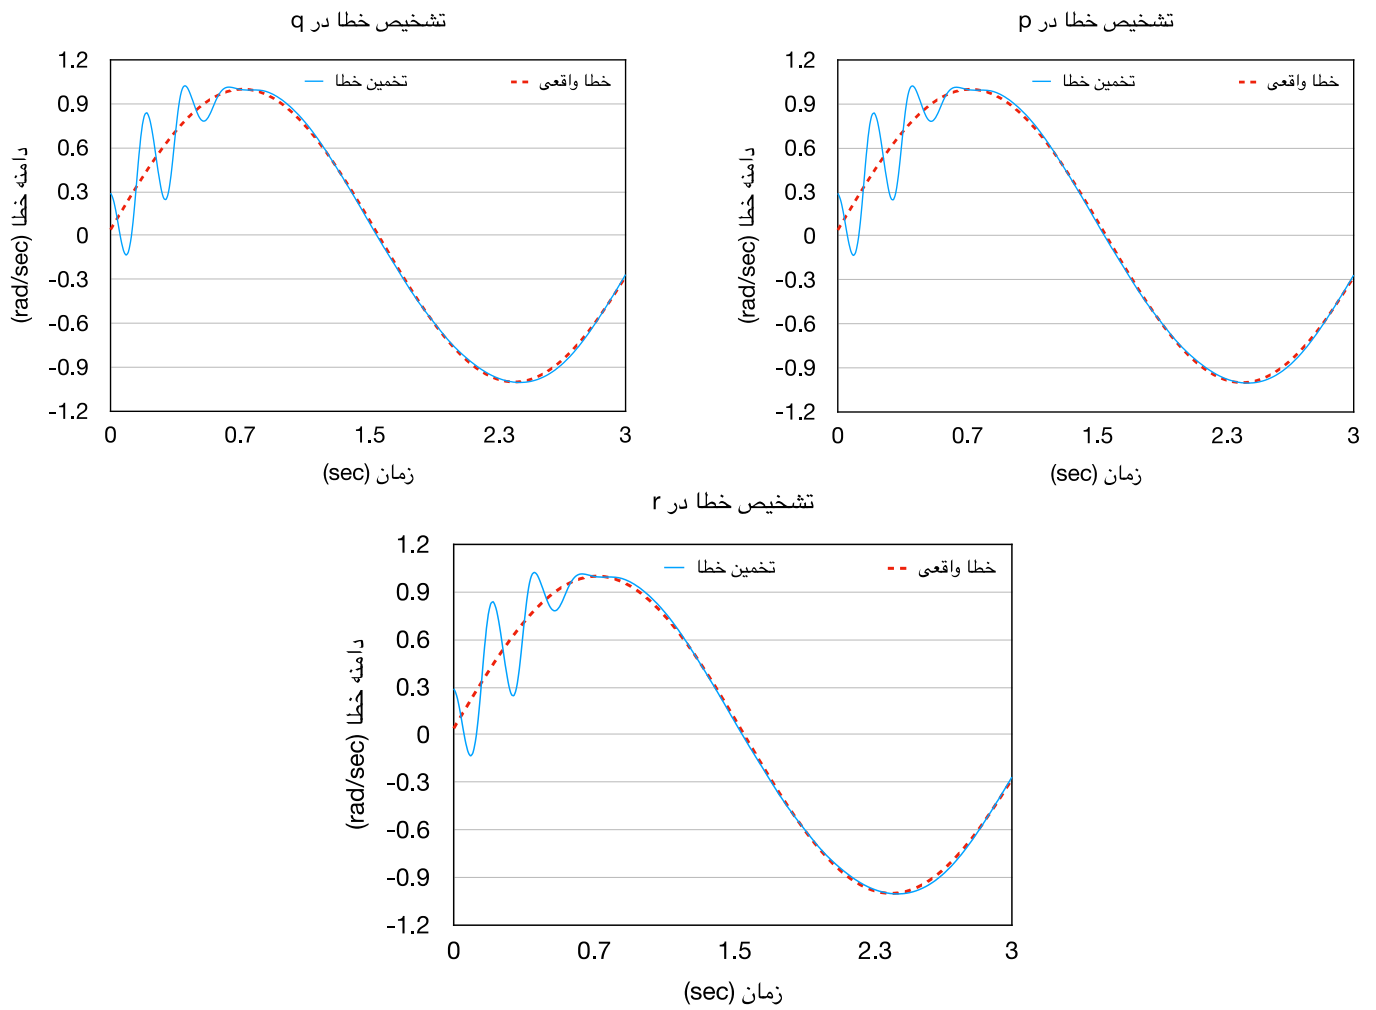 تشخیص خطا در q
1.2
0.9
0.6
0.3
0
-0.3
-0.6
-0.9
-1.2
دامنه خطا (rad/sec)
تخمین خطا
خطا واقعی
0 0.7 1.5 2.3 3
زمان (sec)
تشخیص خطا در p
1.2
0.9
0.6
0.3
0
-0.3
-0.6
-0.9
-1.2
دامنه خطا (rad/sec)
تخمین خطا
خطا واقعی
0 0.7 1.5 2.3 3
زمان (sec)
تشخیص خطا در r
1.2
0.9
0.6
0.3
0
-0.3
-0.6
-0.9
-1.2
دامنه خطا (rad/sec)
تخمین خطا
خطا واقعی
0 0.7 1.5 2.3 3
زمان (sec)